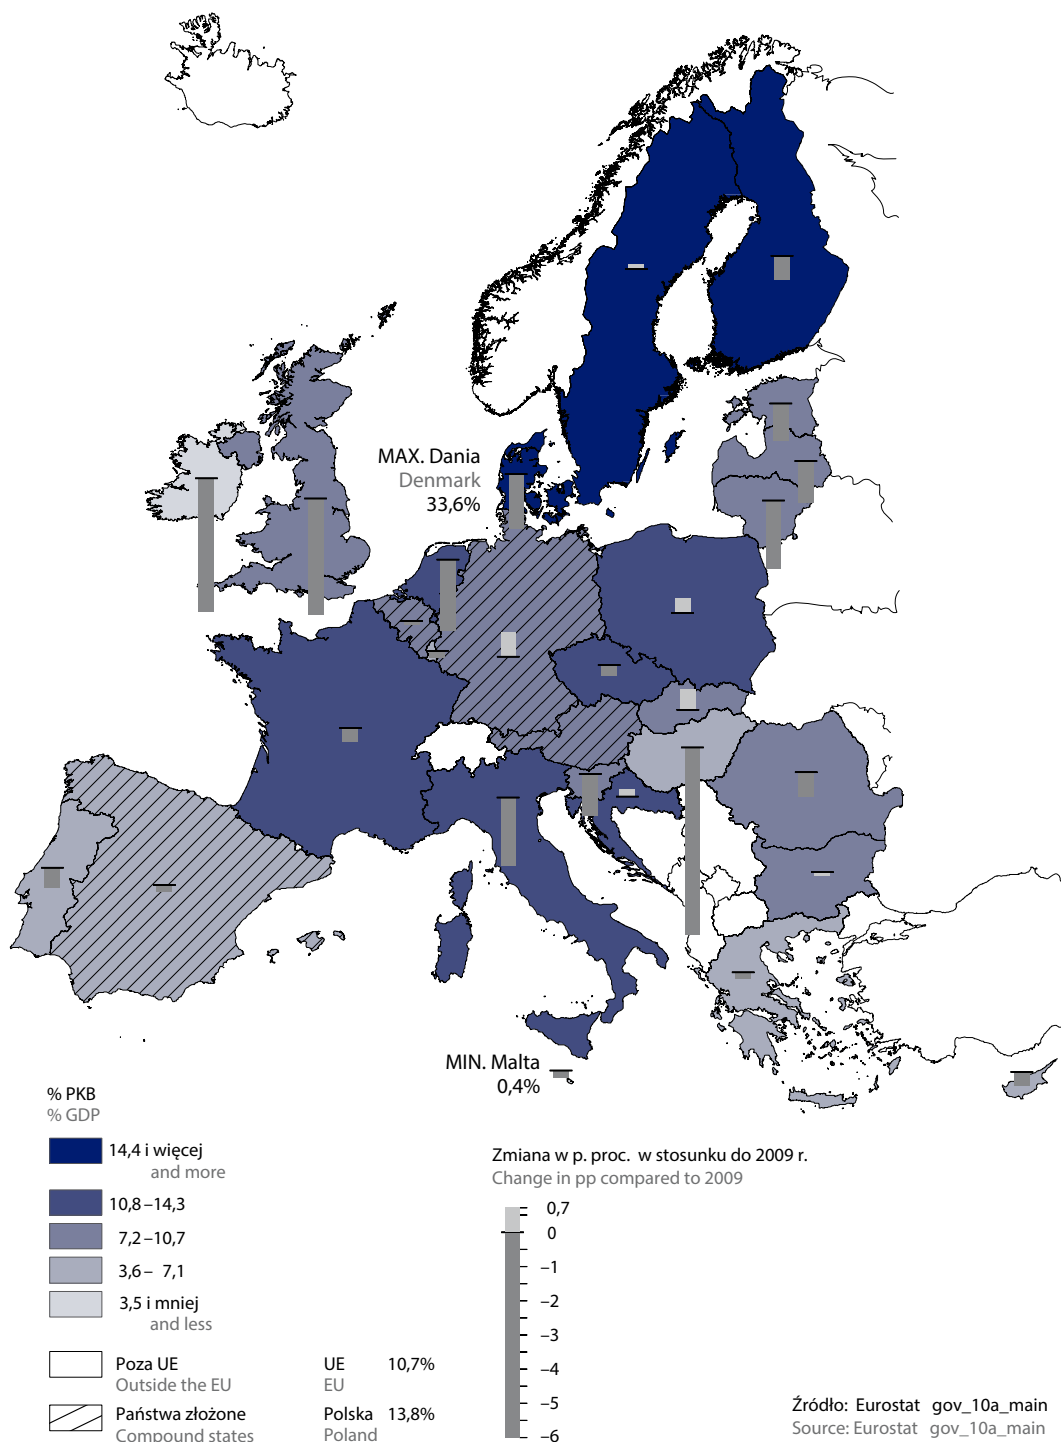 MAX. Dania
Denmark
33,6%
MIN. Malta
0,4%
% PKB
% GDP
14,4 i więcej
and more
10,8–14,3
7,2–10,7
3,6– 7,1
3,5 i mniej
and less
Poza UE
Outside the EU
Państwa złożone
Compound states
UE 10,7%
EU
Polska 13,8%
Poland
Zmiana w p. proc. w stosunku do 2009 r.
Change in pp compared to 2009
0,7
0
–1
–2
–3
–4
–5
–6
Źródło: Eurostat gov_10a_main
Source: Eurostat gov_10a_main